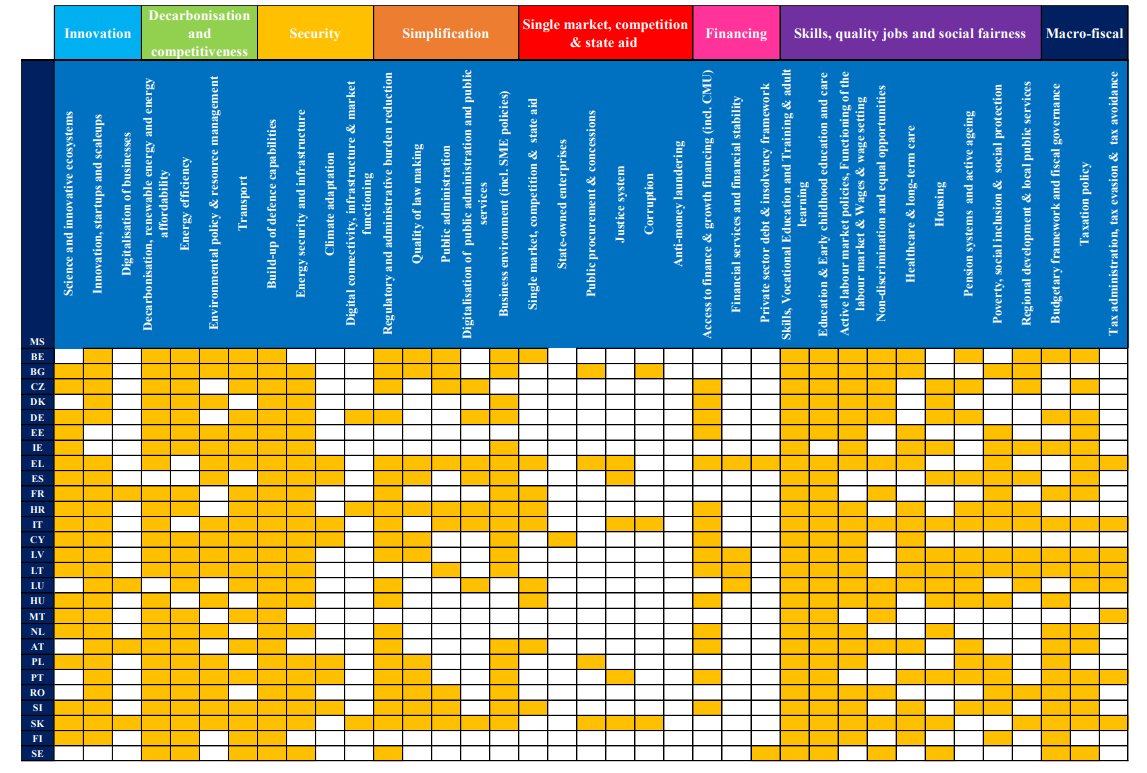 Innovation
Decarbonisation
and
competitiveness
Security
Simplification
Single market, competition
& state aid
Financing
Skills, quality jobs and social fairness
Macro-fiscal
MS
Science and innovative ecosystems
Innovation, startups and scaleups
Digitalisation of businesses
Decarbonisation, renewable energy and energy
affordability
Energy efficiency
Environmental policy & resource management
Transport
Build-up of defence capabilities
Energy security and infrastructure
Climate adaptation
Digital connectivity, infrastructure & market
functioning
Regulatory and administrative burden reduction
Quality of law making
Public administration
Digitalisation of public administration and public
services
Business environment (incl. SME policies)
Single market, competition & state aid
State-owned enterprises
Public procurement & concessions
Justice system
Corruption
Anti-money laundering
Access to finance & growth financing (incl. CMU)
Financial services and financial stability
Private sector debt & insolvency framework
Skills, Vocational Education and Training & adult
learning
Education & Early childhood education and care
Active labour market policies, Functioning of the
labour market & Wages & wage setting
Non-discrimination and equal opportunities
Healthcare & long-term care
Housing
Pension systems and active ageing
Poverty, social inclusion & social protection
Regional development & local public services
Budgetary framework and fiscal governance
Taxation policy
Tax administration, tax evasion & tax avoidance
BE
BG
CZ
DK
DE
EE
IE
EL
ES
FR
HR
IT
CY
LV
LT
LU
HU
MT
NL
AT
PL
PT
RO
SI
SK
FI
SE